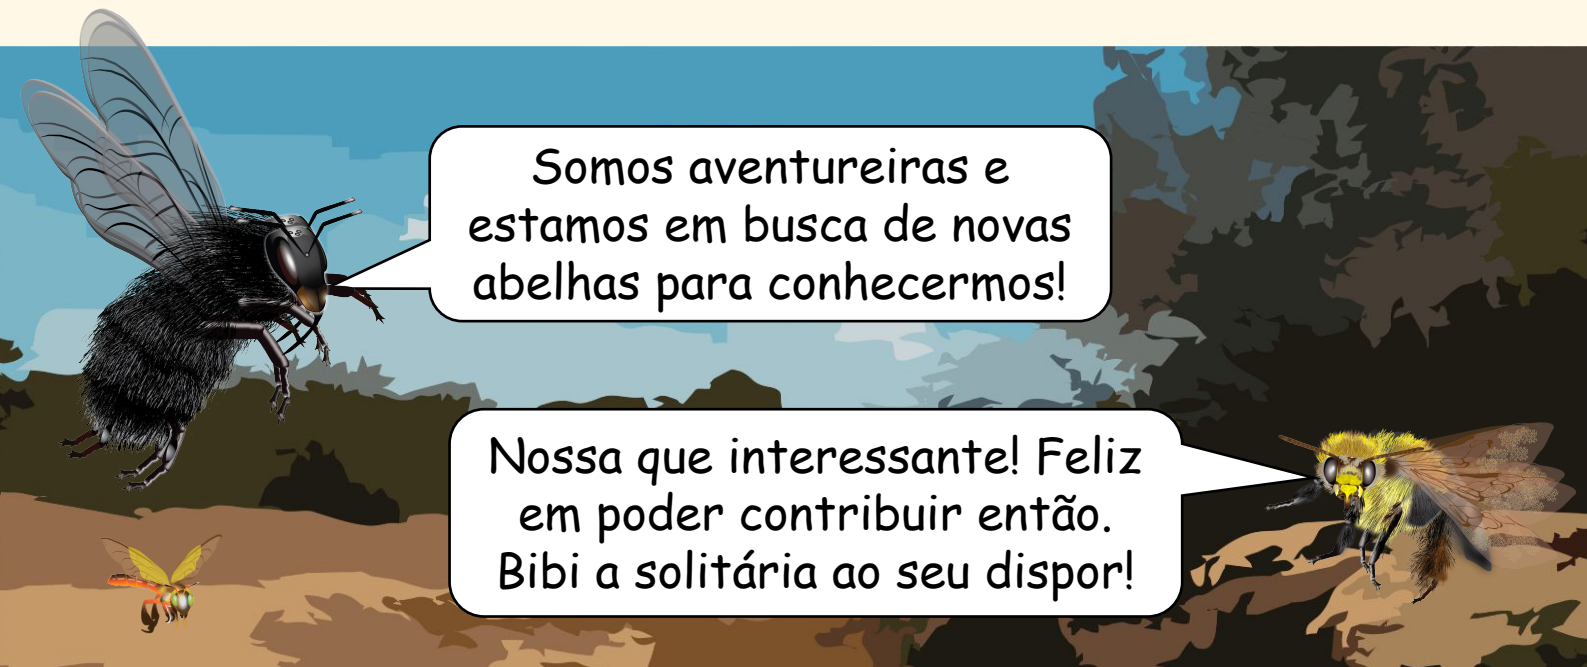 Somos aventureiras e
estamos em busca de novas
abelhas para conhecermos!
Nossa que interessante! Feliz
em poder contribuir então.
Bibi a solitária ao seu dispor!